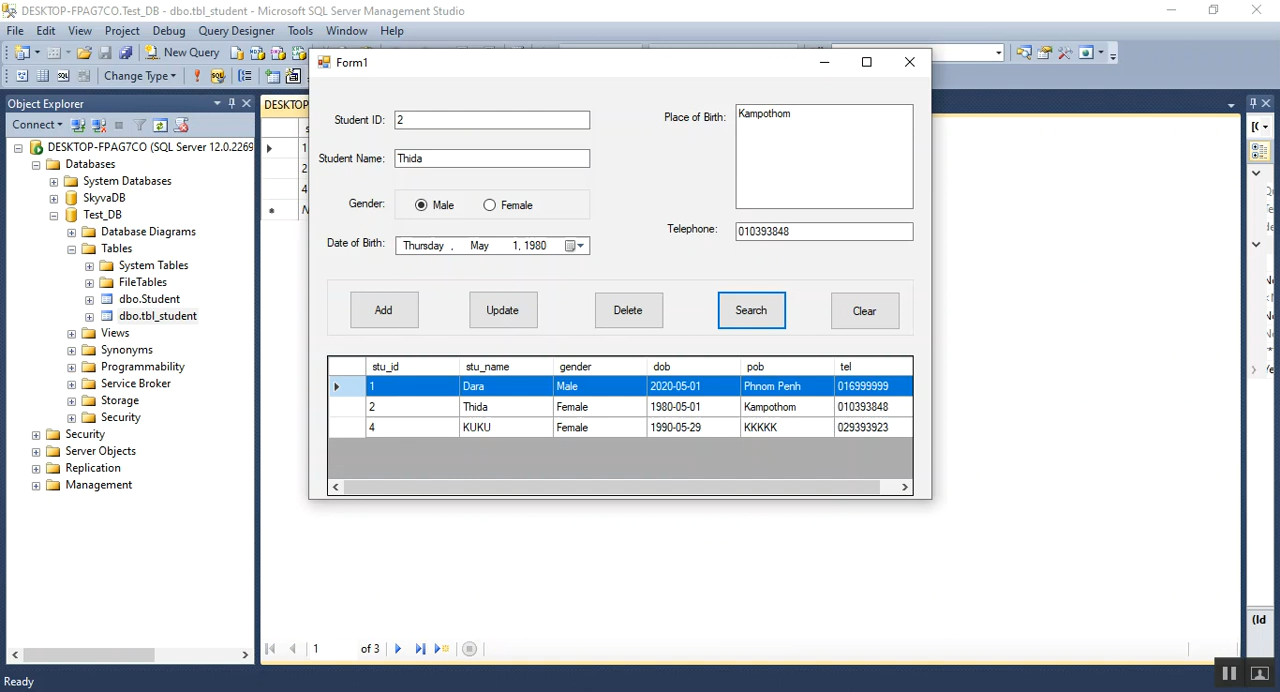 DESKTOP-FPAG7CO.Test_DB - dbo.tbl_student - Microsoft SQL Server Management Studio
File Edit View Project Debug Query Designer Tools Window Help
New Query
Change Type
Object Explorer
Connect
DESKTOP-FPAG7CO (SQL Server 12.0.2269
Databases
System Databases
SkyvaDB
Test_DB
Database Diagrams
Tables
System Tables
FileTables
dbo.Student
dbo.tbl_student
Views
Synonyms
Programmability
Service Broker
Storage
Security
Security
Server Objects
Replication
Management
DESKTOP
1
2
4
Form1
Student ID: 2
Student Name: Thida
Gender: Male Female
Date of Birth: Thursday , May 1, 1980
Place of Birth: Kampothom
Telephone: 010393848
Add Update Delete Search Clear
stu_id stu_name gender dob pob tel
1 Dara Male 2020-05-01 Phnom Penh 016999999
2 Thida Female 1980-05-01 Kampothom 010393848
4 KUKU Female 1990-05-29 KKKKK 029393923
1 of 3
(Id
Ready